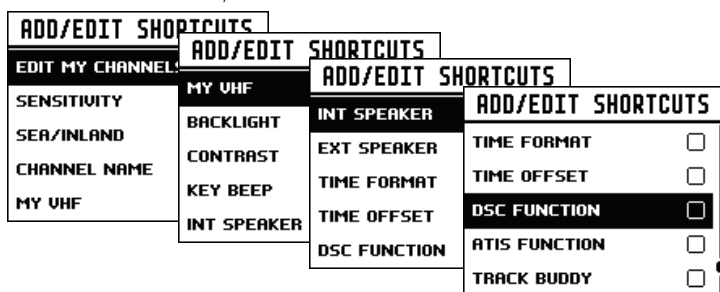 ADD/EDIT SHORTCUTS
EDIT MY CHANNELS
SENSITIVITY
SEA/INLAND
CHANNEL NAME
MY VHF
ADD/EDIT SHORTCUTS
MY VHF
BACKLIGHT
CONTRAST
KEY BEEP
INT SPEAKER
ADD/EDIT SHORTCUTS
INT SPEAKER
EXT SPEAKER
TIME FORMAT
TIME OFFSET
DSC FUNCTION
ADD/EDIT SHORTCUTS
TIME FORMAT
TIME OFFSET
DSC FUNCTION
ATIS FUNCTION
TRACK BUDDY